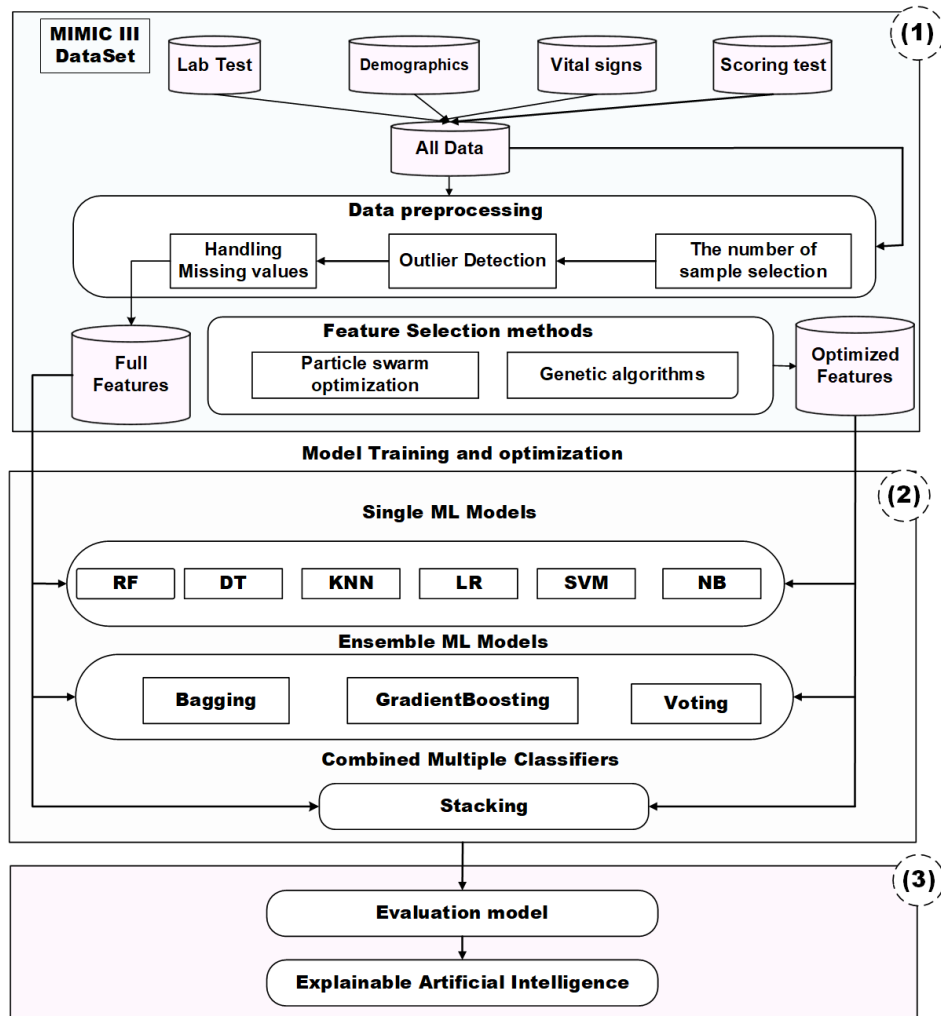 MIMIC III
DataSet
(1)
Lab Test
Demographics
Vital signs
Scoring test
All Data
Data preprocessing
Handling
Missing values
Outlier Detection
The number of
sample selection
Full
Features
Feature Selection methods
Particle swarm
optimization
Genetic algorithms
Optimized
Features
Model Training and optimization
(2)
Single ML Models
RF
DT
KNN
LR
SVM
NB
Ensemble ML Models
Bagging
GradientBoosting
Voting
Combined Multiple Classifiers
Stacking
(3)
Evaluation model
Explainable Artificial Intelligence